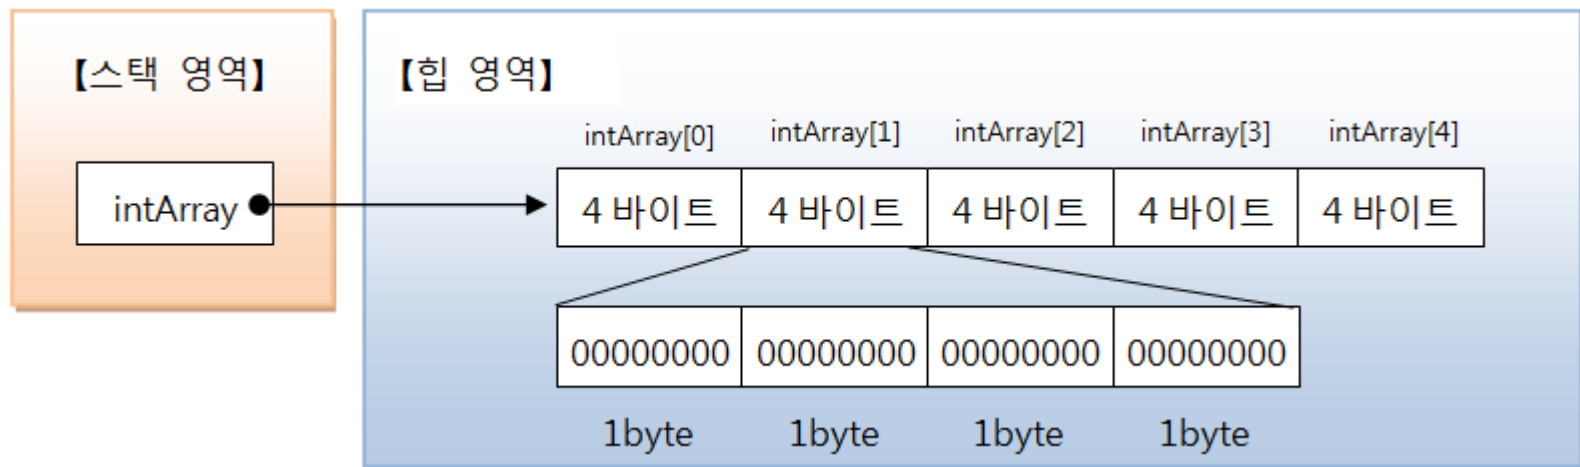 【스택 영역】
【힙 영역】
intArray[0] intArray[1] intArray[2] intArray[3] intArray[4]
intArray
4 바이트 4 바이트 4 바이트 4 바이트 4 바이트
00000000 00000000 00000000 00000000
1byte 1byte 1byte 1byte